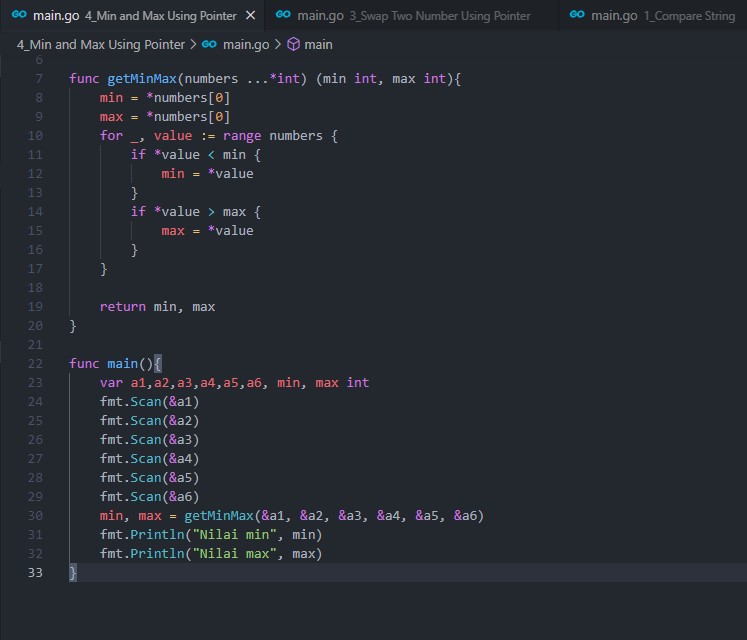 GO main.go 4_Min and Max Using Pointer × GO main.go 3_Swap Two Number Using Pointer GO main.go 1_Compare String
4_Min and Max Using Pointer > GO main.go > main
6
7 func getMinMax(numbers ...*int) (min int, max int){
8 min = *numbers[0]
9 max = *numbers[0]
10 for _, value := range numbers {
11 if *value < min {
12 min = *value
13 }
14 if *value > max {
15 max = *value
16 }
17 }
18
19 return min, max
20 }
21
22 func main(){
23 var a1,a2,a3,a4,a5,a6, min, max int
24 fmt.Scan(&a1)
25 fmt.Scan(&a2)
26 fmt.Scan(&a3)
27 fmt.Scan(&a4)
28 fmt.Scan(&a5)
29 fmt.Scan(&a6)
30 min, max = getMinMax(&a1, &a2, &a3, &a4, &a5, &a6)
31 fmt.Println("Nilai min", min)
32 fmt.Println("Nilai max", max)
33 }